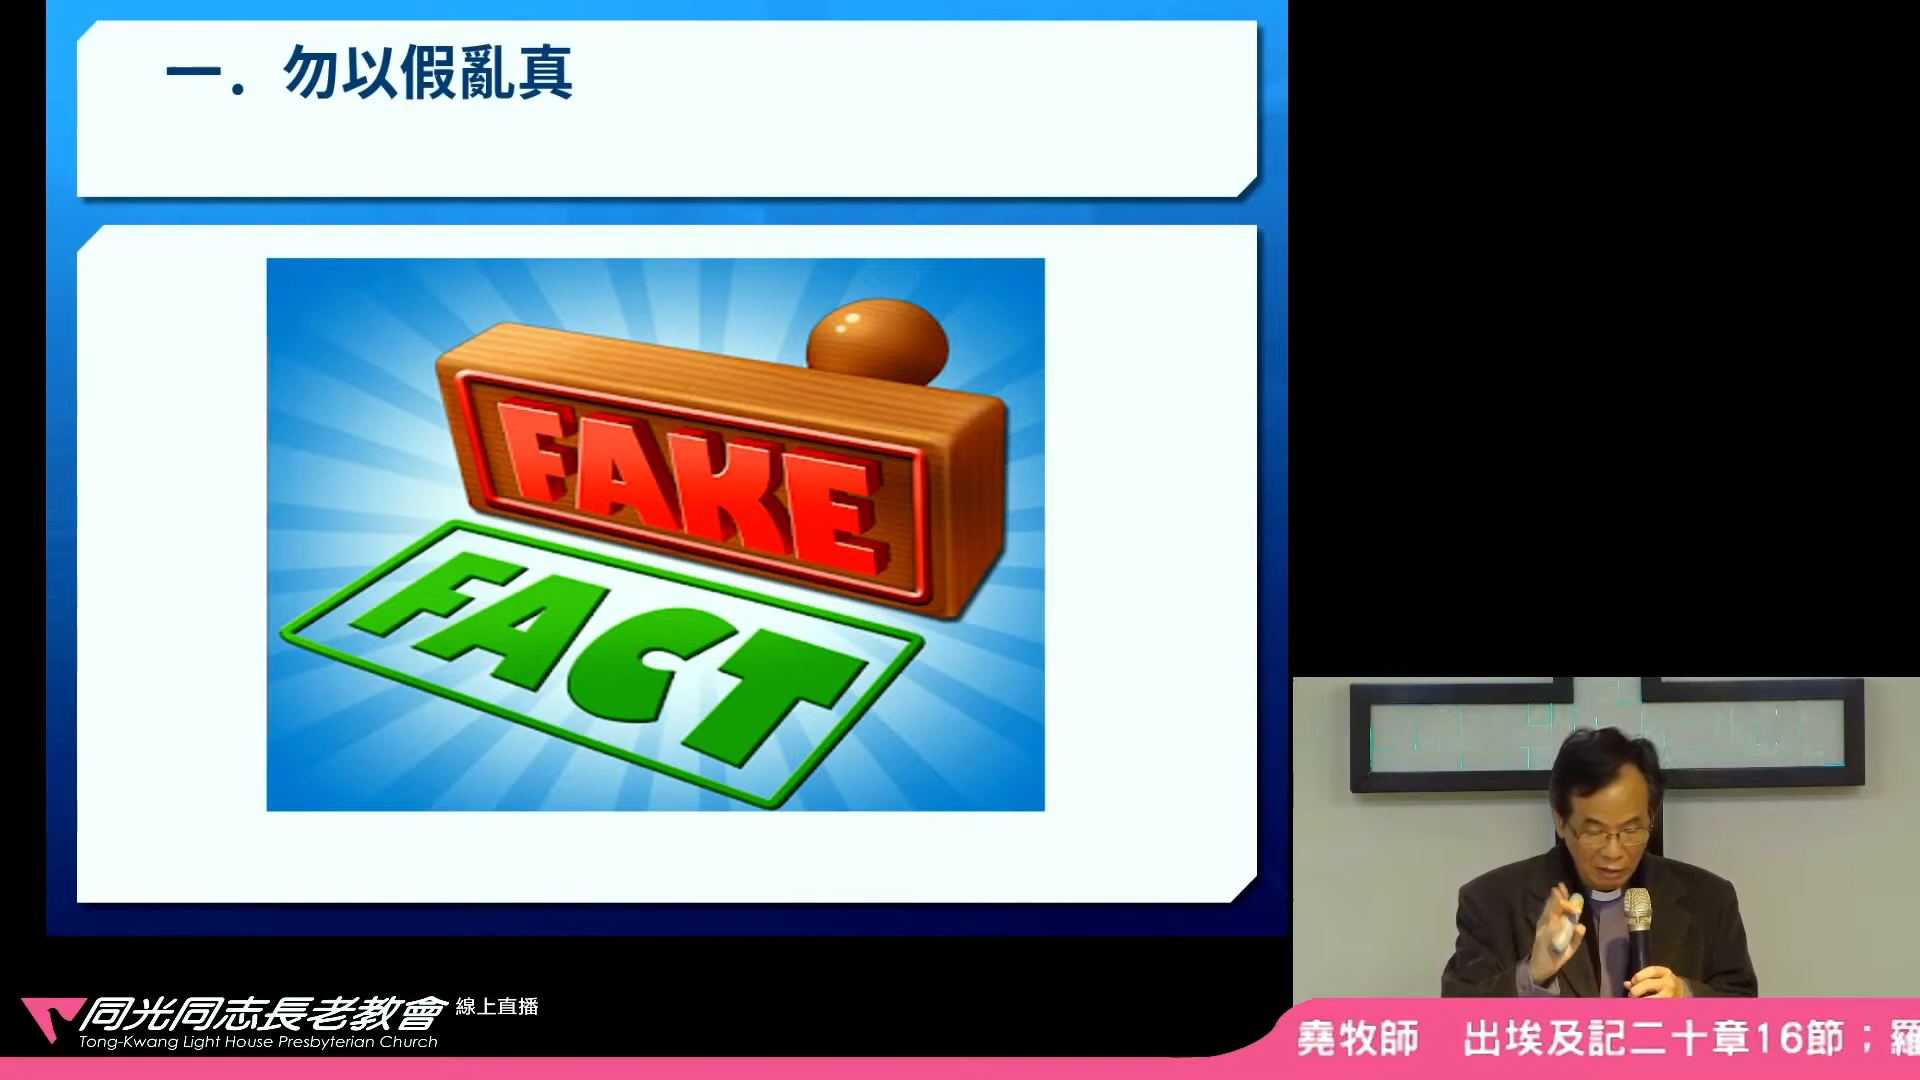 一．勿以假亂真
FAKE
FACT
同光同志長老教會 線上直播
Tong-Kwang Light House Presbyterian Church
堯牧師 出埃及記二十章16節；羅